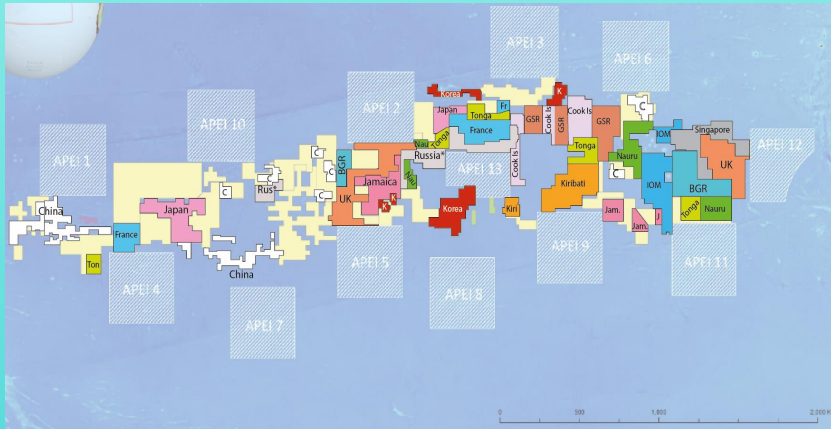 APEI 3
APEI 6
APEI 2
APEI 10
APEI 1
APEI 12
APEI 13
APEI 9
APEI 11
APEI 5
APEI 4
APEI 8
APEI 7
Korea
K
C
Japan
Tonga
Fr
France
GSR
Cook Is
GSR
Cook Is
GSR
IOM
Singapore
Nau
Tonga
Russia*
Cook Is
Tonga
Nauru
UK
BGR
C
C
C
Rus*
C
Jamaica
Nau
UK
K
K
Korea
Kiri
Kiribati
C
IOM
BGR
Tonga
Nauru
Jam.
Jam.
J
China
Japan
France
Ton
China
0
500
1,000
2,000 K